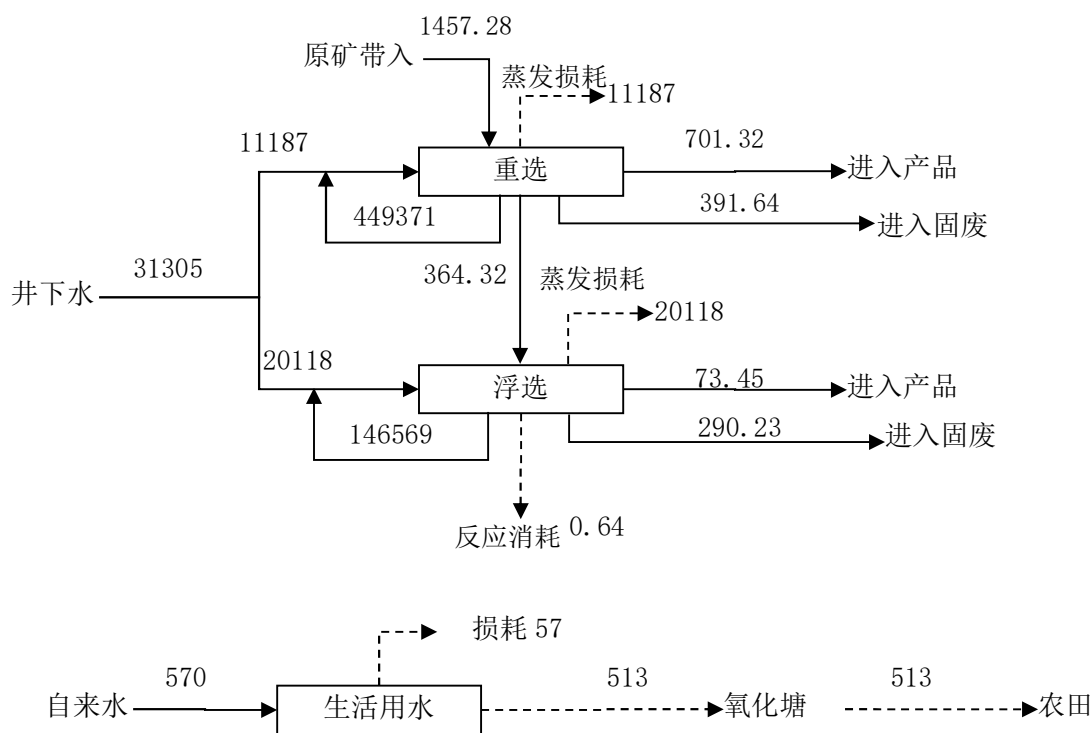 1457.28
原矿带入
蒸发损耗
11187
11187
701.32
重选
进入产品
449371
391.64
进入固废
31305
364.32
蒸发损耗
井下水
20118
20118
73.45
浮选
进入产品
146569
290.23
进入固废
反应消耗 0.64
损耗 57
570
513
513
自来水
生活用水
氧化塘
农田